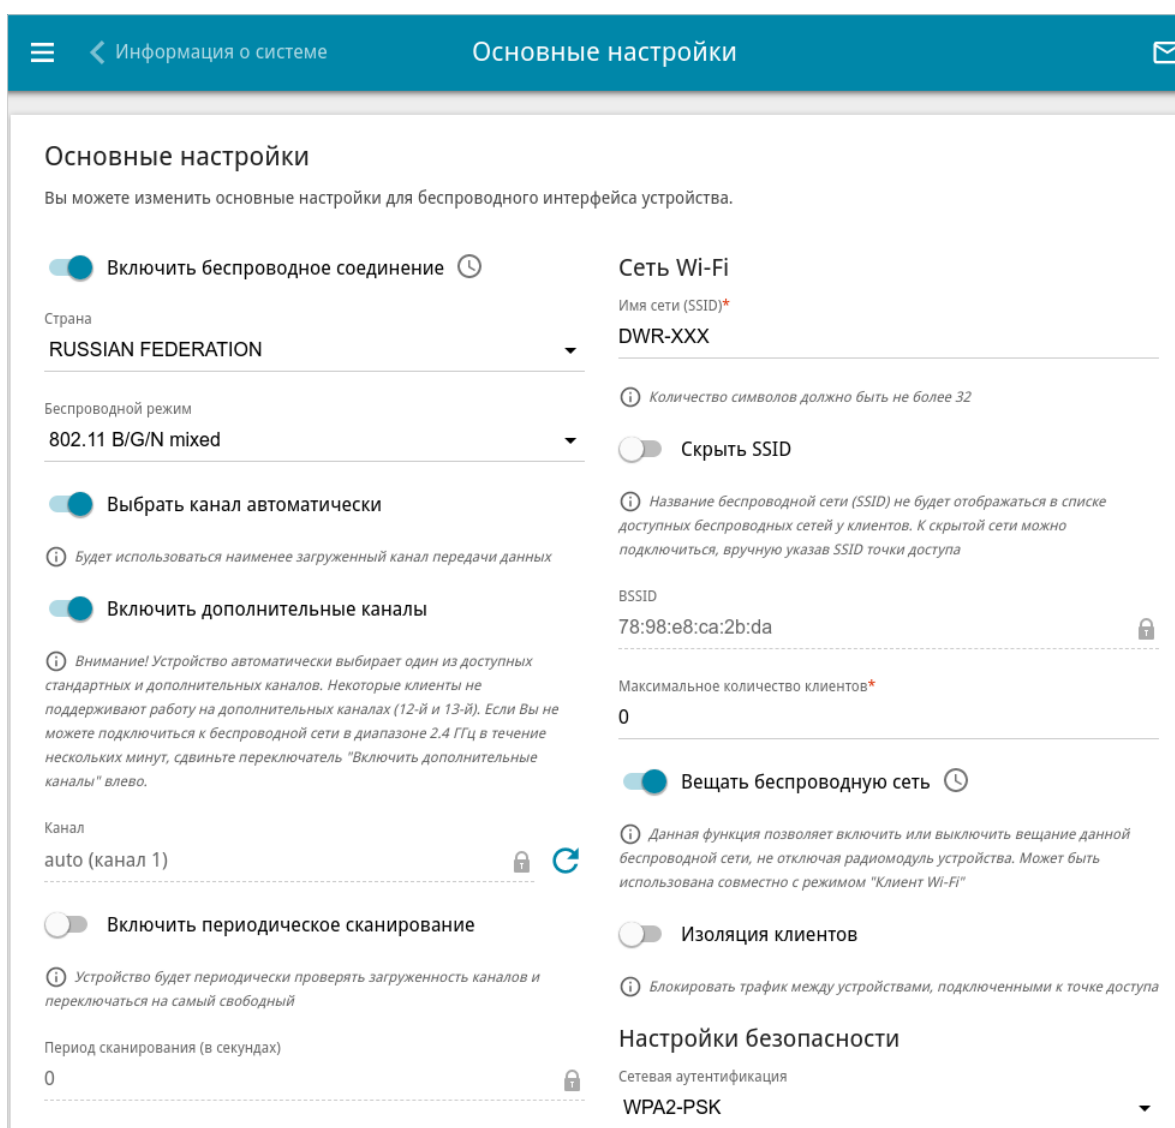 Информация о системе
Основные настройки
Основные настройки
Вы можете изменить основные настройки для беспроводного интерфейса устройства.
Включить беспроводное соединение
Страна
RUSSIAN FEDERATION
Беспроводной режим
802.11 B/G/N mixed
Выбрать канал автоматически
Будет использоваться наименее загруженный канал передачи данных
Включить дополнительные каналы
Внимание! Устройство автоматически выбирает один из доступных
стандартных и дополнительных каналов. Некоторые клиенты не
поддерживают работу на дополнительных каналах (12-й и 13-й). Если Вы не
можете подключиться к беспроводной сети в диапазоне 2.4 ГГц в течение
нескольких минут, сдвиньте переключатель "Включить дополнительные
каналы" влево.
Канал
auto (канал 1)
Включить периодическое сканирование
Устройство будет периодически проверять загруженность каналов и
переключаться на самый свободный
Период сканирования (в секундах)
0
Сеть Wi-Fi
Имя сети (SSID)*
DWR-XXX
Количество символов должно быть не более 32
Скрыть SSID
Название беспроводной сети (SSID) не будет отображаться в списке
доступных беспроводных сетей у клиентов. К скрытой сети можно
подключиться, вручную указав SSID точки доступа
BSSID
78:98:e8:ca:2b:da
Максимальное количество клиентов*
0
Вещать беспроводную сеть
Данная функция позволяет включить или выключить вещание данной
беспроводной сети, не отключая радиомодуль устройства. Может быть
использована совместно с режимом "Клиент Wi-Fi"
Изоляция клиентов
Блокировать трафик между устройствами, подключенными к точке доступа
Настройки безопасности
Сетевая аутентификация
WPA2-PSK